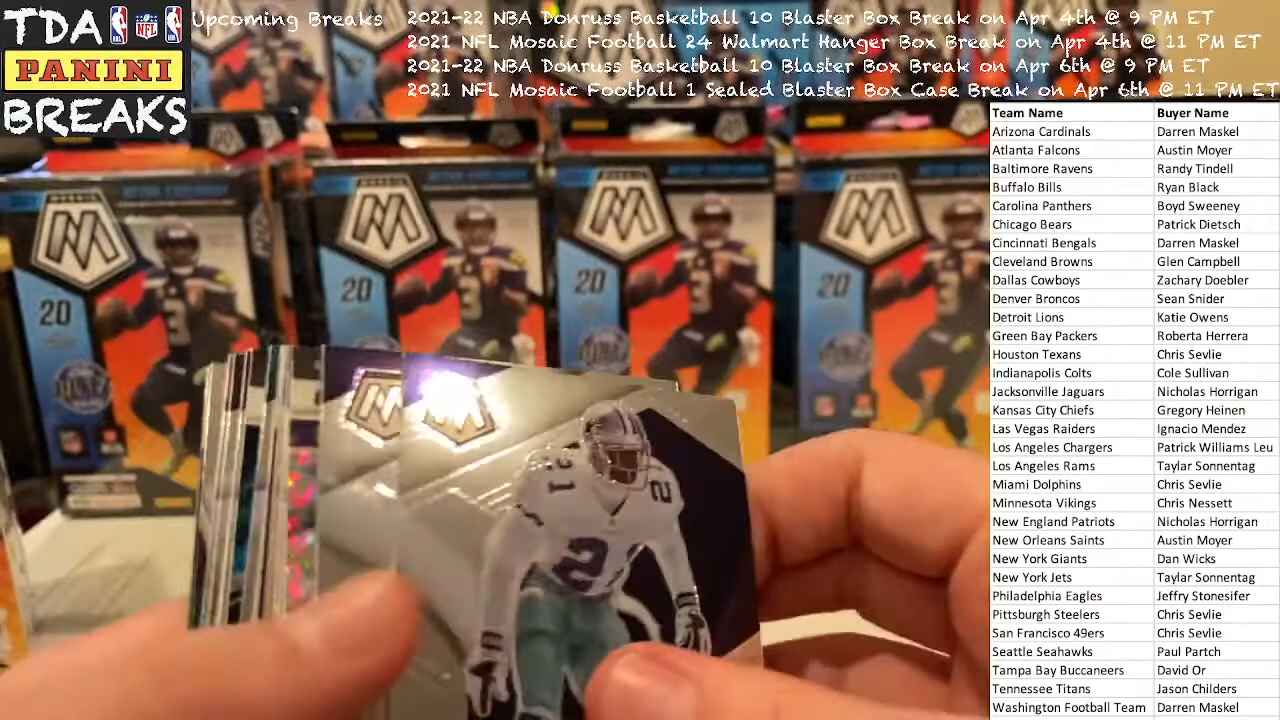 TDA
PANINI
BREAKS
Upcoming Breaks
2021-22 NBA Donruss Basketball 10 Blaster Box Break on Apr 4th @ 9 PM ET
2021 NFL Mosaic Football 24 Walmart Hanger Box Break on Apr 4th @ 11 PM ET
2021-22 NBA Donruss Basketball 10 Blaster Box Break on Apr 6th @ 9 PM ET
2021 NFL Mosaic Football 1 Sealed Blaster Box Case Break on Apr 6th @ 11 PM ET
Team Name Buyer Name
Arizona Cardinals Darren Maskel
Atlanta Falcons Austin Moyer
Baltimore Ravens Randy Tindell
Buffalo Bills Ryan Black
Carolina Panthers Boyd Sweeney
Chicago Bears Patrick Dietsch
Cincinnati Bengals Darren Maskel
Cleveland Browns Glen Campbell
Dallas Cowboys Zachary Doebler
Denver Broncos Sean Snider
Detroit Lions Katie Owens
Green Bay Packers Roberta Herrera
Houston Texans Chris Sevlie
Indianapolis Colts Cole Sullivan
Jacksonville Jaguars Nicholas Horrigan
Kansas City Chiefs Gregory Heinen
Las Vegas Raiders Ignacio Mendez
Los Angeles Chargers Patrick Williams Leu
Los Angeles Rams Taylar Sonnentag
Miami Dolphins Chris Sevlie
Minnesota Vikings Chris Nessett
New England Patriots Nicholas Horrigan
New Orleans Saints Austin Moyer
New York Giants Dan Wicks
New York Jets Taylar Sonnentag
Philadelphia Eagles Jeffry Stonesifer
Pittsburgh Steelers Chris Sevlie
San Francisco 49ers Chris Sevlie
Seattle Seahawks Paul Partch
Tampa Bay Buccaneers David Or
Tennessee Titans Jason Childers
Washington Football Team Darren Maskel
20
3
20
3
20
3
20
3
21
21
21